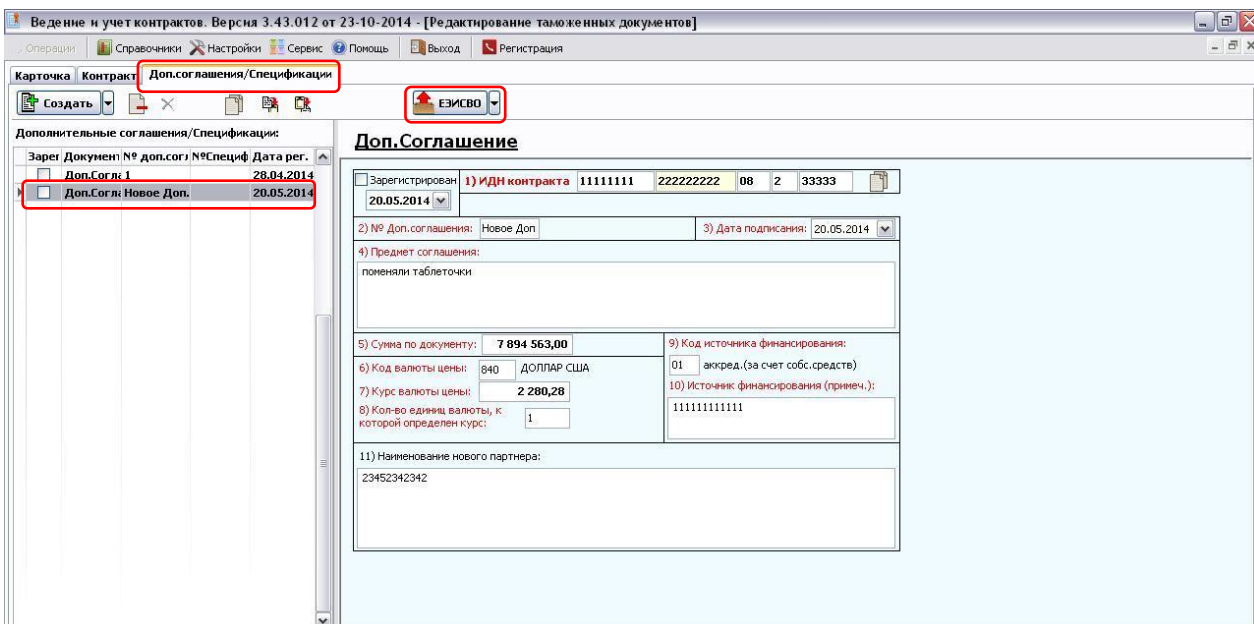 Ведение и учет контрактов. Версия 3.43.012 от 23-10-2014 - [Редактирование таможенных документов]
Операции Справочники Настройки Сервис Помощь Выход Регистрация
Карточка Контракт Доп.соглашения/Спецификации
Создать ЕЭИСВО
Дополнительные соглашения/Спецификации:
Зарег Документ № доп.согл №Специф Дата рег.
Доп.Согла 1 28.04.2014
Доп.Согла Новое Доп. 20.05.2014
Доп.Соглашение
Зарегистрирован 1) ИДН контракта 11111111 222222222 08 2 33333
20.05.2014
2) № Доп.соглашения: Новое Доп 3) Дата подписания: 20.05.2014
4) Предмет соглашения:
поменяли таблеточки
5) Сумма по документу: 7 894 563,00
6) Код валюты цены: 840 ДОЛЛАР США
7) Курс валюты цены: 2 280,28
8) Кол-во единиц валюты, к
которой определен курс: 1
9) Код источника финансирования:
01 аккред.(за счет собс.средств)
10) Источник финансирования (примеч.):
111111111111
11) Наименование нового партнера:
23452342342